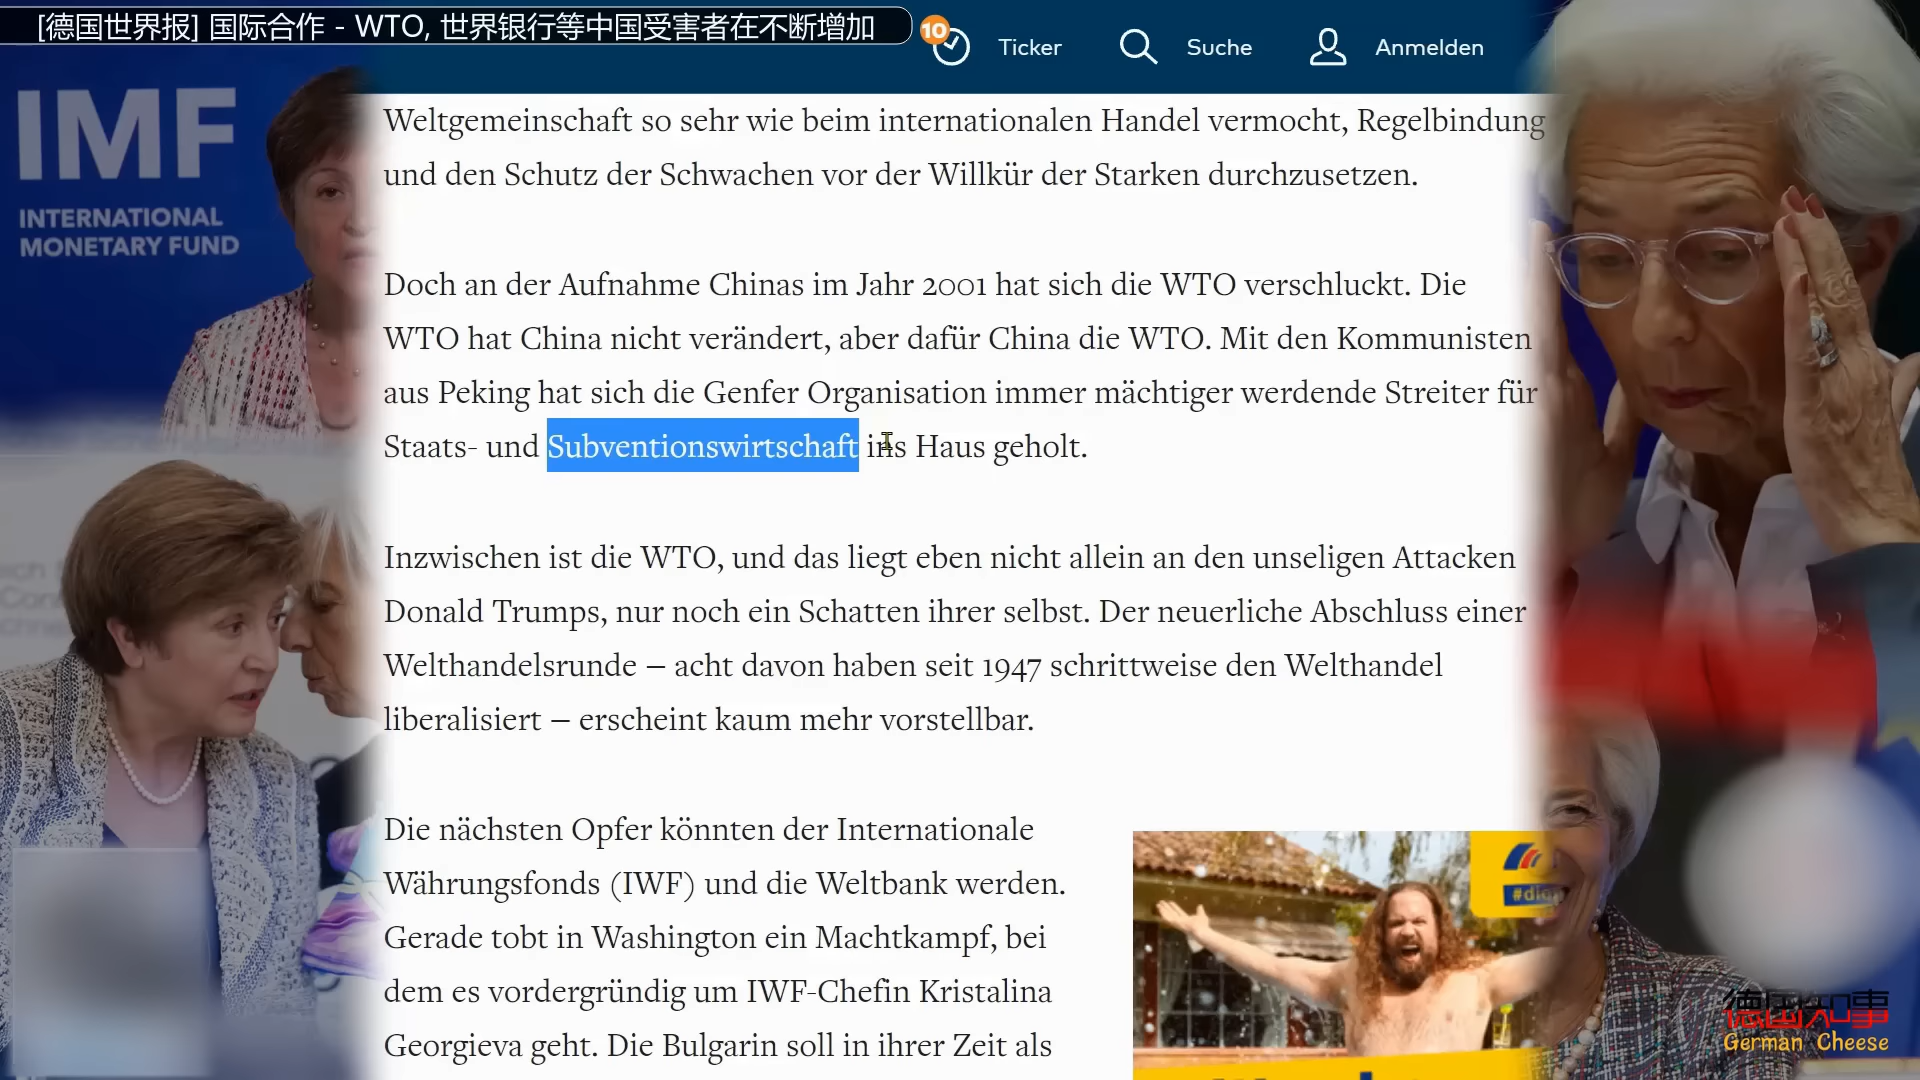 [德国世界报] 国际合作 - WTO, 世界银行等中国受害者在不断增加
10
Ticker
Suche
Anmelden
IMF
INTERNATIONAL
MONETARY FUND
Weltgemeinschaft so sehr wie beim internationalen Handel vermocht, Regelbindung
und den Schutz der Schwachen vor der Willkür der Starken durchzusetzen.
Doch an der Aufnahme Chinas im Jahr 2001 hat sich die WTO verschluckt. Die
WTO hat China nicht verändert, aber dafür China die WTO. Mit den Kommunisten
aus Peking hat sich die Genfer Organisation immer mächtiger werdende Streiter für
Staats- und Subventionswirtschaft ins Haus geholt.
Inzwischen ist die WTO, und das liegt eben nicht allein an den unseligen Attacken
Donald Trumps, nur noch ein Schatten ihrer selbst. Der neuerliche Abschluss einer
Welthandelsrunde – acht davon haben seit 1947 schrittweise den Welthandel
liberalisiert – erscheint kaum mehr vorstellbar.
Die nächsten Opfer könnten der Internationale
Währungsfonds (IWF) und die Weltbank werden.
Gerade tobt in Washington ein Machtkampf, bei
dem es vordergründig um IWF-Chefin Kristalina
Georgieva geht. Die Bulgarin soll in ihrer Zeit als
德国知事
German Cheese